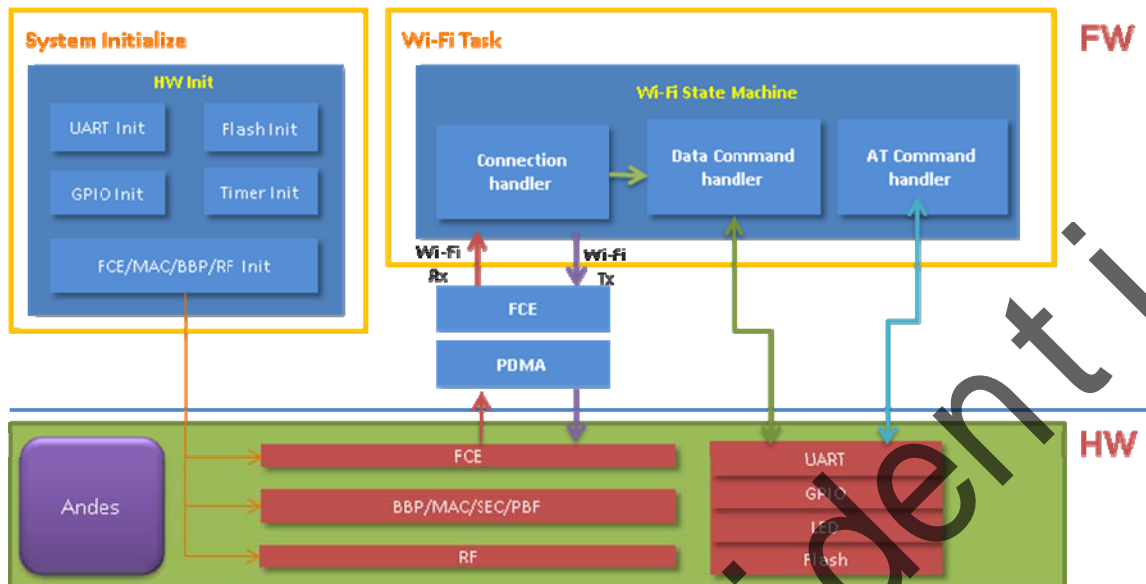 System Initialize
HW Init
UART Init
Flash Init
GPIO Init
Timer Init
FCE/MAC/BBP/RF Init
Wi-Fi Task
FW
Wi-Fi State Machine
Connection
handler
Data Command
handler
AT Command
handler
Wi-Fi
Rx
Wi-Fi
Tx
FCE
PDMA
HW
Andes
FCE
BBP/MAC/SEC/PBF
RF
UART
GPIO
LED
Flash
identi